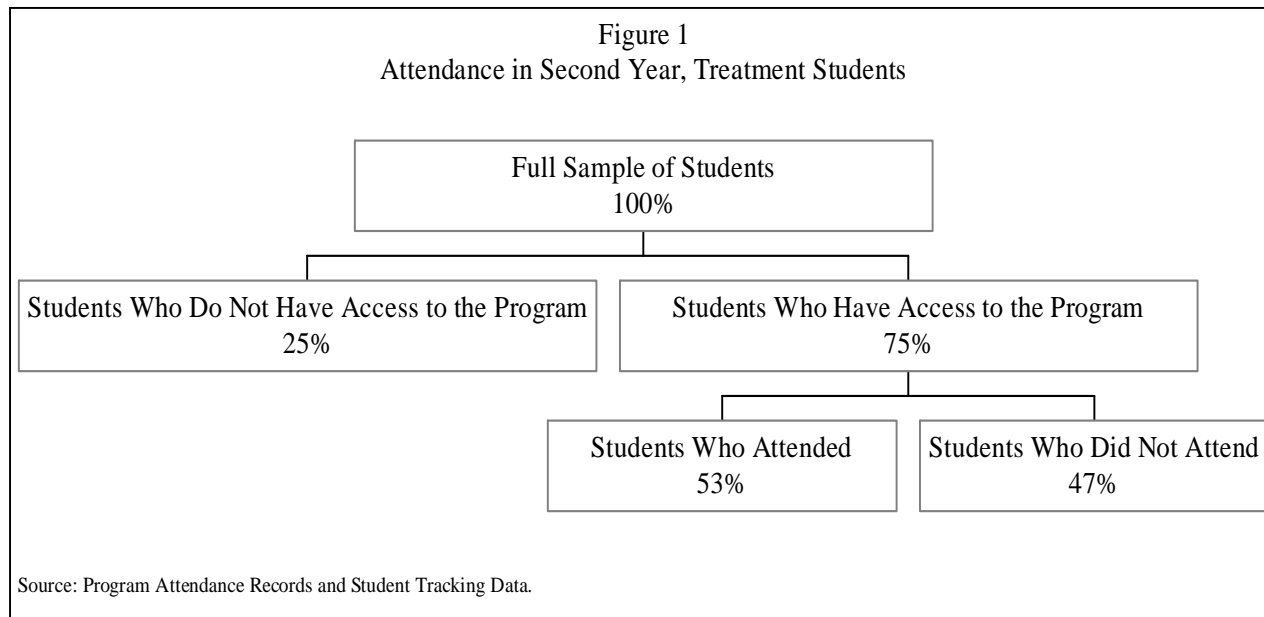 Figure 1
Attendance in Second Year, Treatment Students
Full Sample of Students
100%
Students Who Do Not Have Access to the Program
25%
Students Who Have Access to the Program
75%
Students Who Attended
53%
Students Who Did Not Attend
47%
Source: Program Attendance Records and Student Tracking Data.